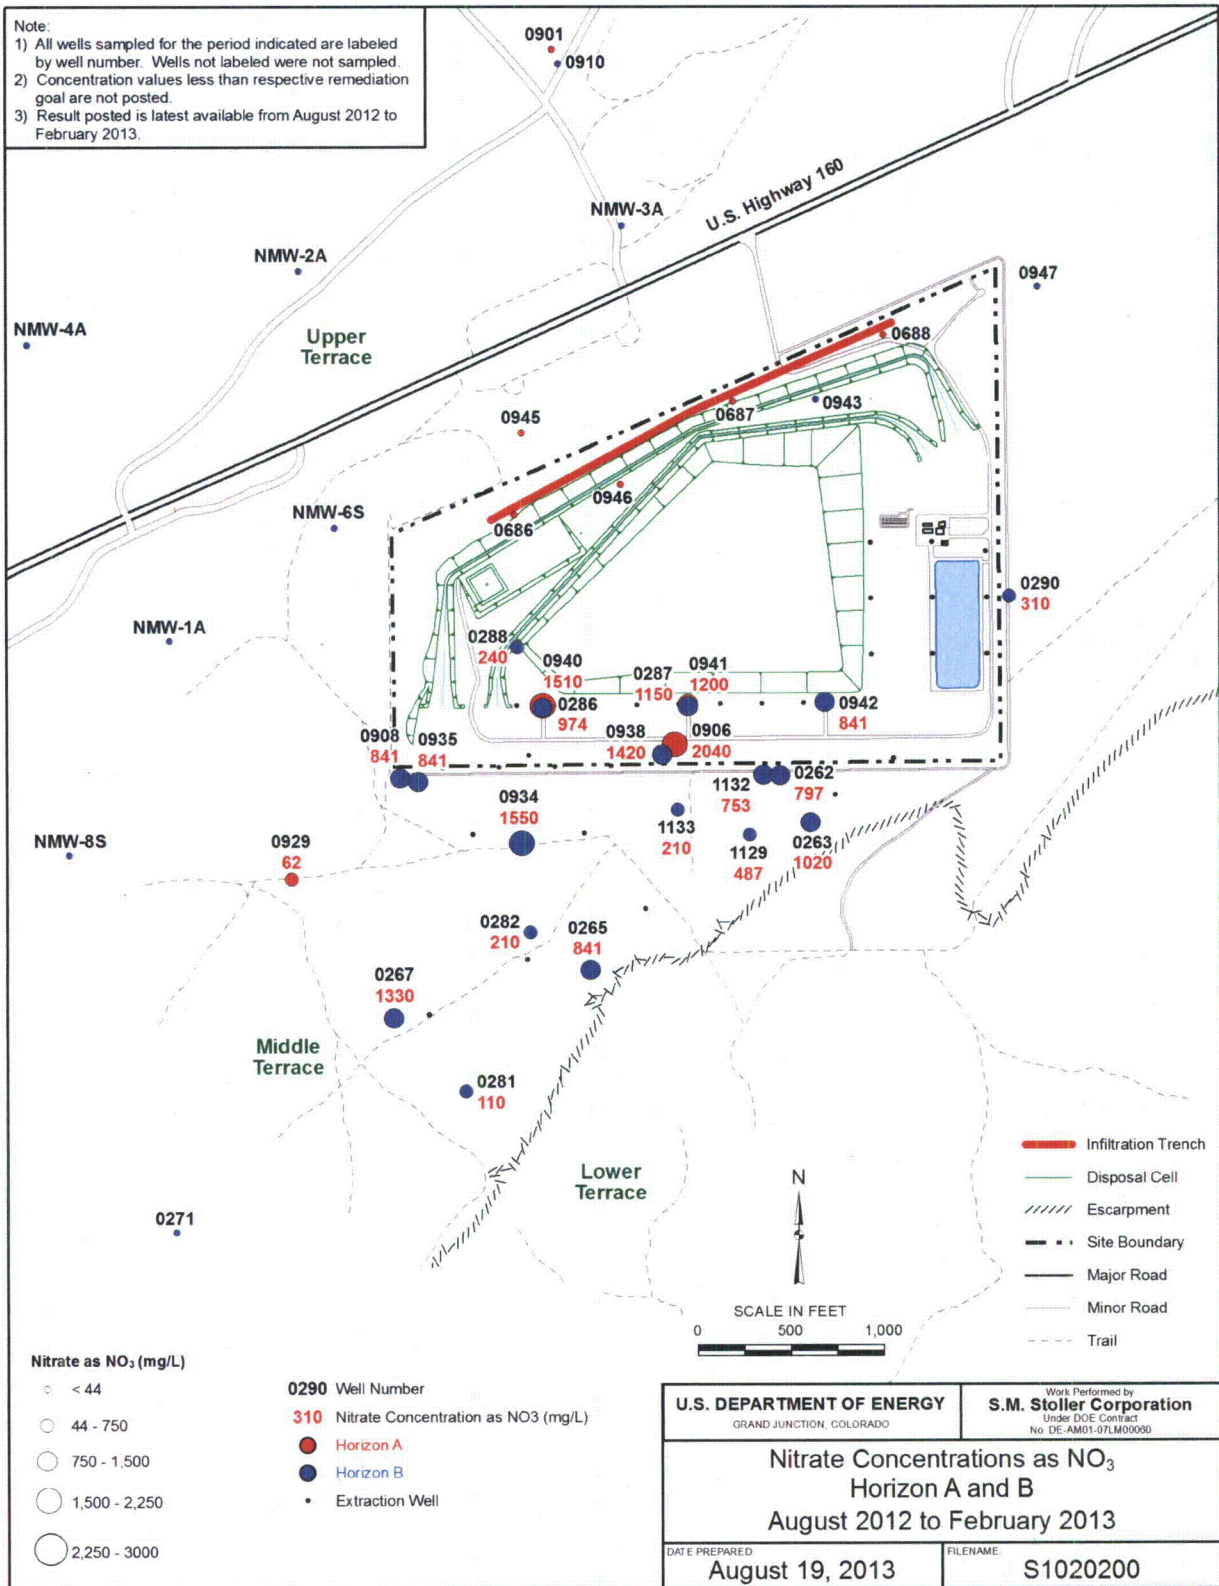 Note:
1) All wells sampled for the period indicated are labeled
by well number. Wells not labeled were not sampled.
2) Concentration values less than respective remediation
goal are not posted.
3) Result posted is latest available from August 2012 to
February 2013.
0901
0910
NMW-3A
U.S. Highway 160
NMW-2A
0947
NMW-4A
Upper
Terrace
0688
0943
0687
0945
0946
NMW-6S
0686
0290
310
NMW-1A
0288
240
0940
1510
0287
1150
0941
1200
0286
974
0942
841
0908
841
0935
841
0938
1420
0906
2040
0934
1550
1132
753
0262
797
1133
210
1129
487
0263
1020
NMW-8S
0929
62
0282
210
0265
841
0267
1330
Middle
Terrace
0281
110
Lower
Terrace
0271
N
SCALE IN FEET
0 500 1,000
Infiltration Trench
Disposal Cell
Escarpment
Site Boundary
Major Road
Minor Road
Trail
Nitrate as NO₃ (mg/L)
< 44
44 - 750
750 - 1,500
1,500 - 2,250
2,250 - 3000
0290 Well Number
310 Nitrate Concentration as NO3 (mg/L)
Horizon A
Horizon B
Extraction Well
U.S. DEPARTMENT OF ENERGY
GRAND JUNCTION, COLORADO
Work Performed by
S.M. Stoller Corporation
Under DOE Contract
No. DE-AM01-07LM00060
Nitrate Concentrations as NO₃
Horizon A and B
August 2012 to February 2013
DATE PREPARED:
August 19, 2013
FILENAME:
S1020200